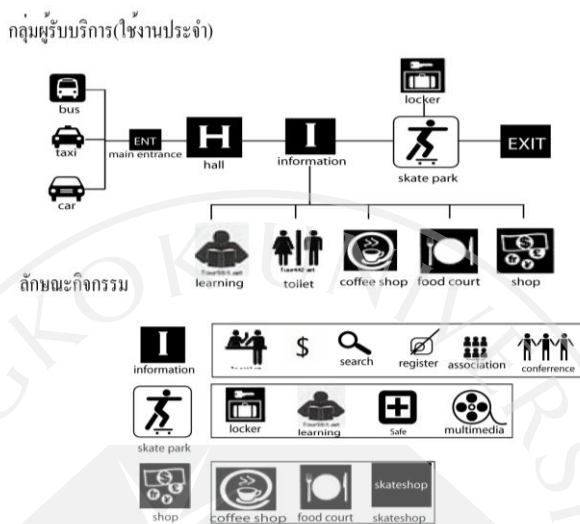 กลุ่มผู้รับบริการ(ใช้งานประจำ)
bus
locker
taxi
ENT
main entrance
H
hall
I
information
skate park
EXIT
car
learning
toilet
coffee shop
food court
shop
ลักษณะกิจกรรม
I
information
$
search
register
association
conferrence
skate park
locker
learning
Safe
multimedia
shop
coffee shop
food court
skateshop
skateshop